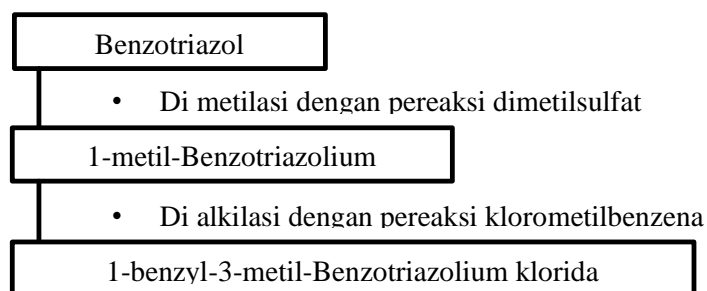 Benzotriazol
• Di metilasi dengan pereaksi dimetilsulfat
1-metil-Benzotriazolium
• Di alkilasi dengan pereaksi klorometilbenzena
1-benzyl-3-metil-Benzotriazolium klorida